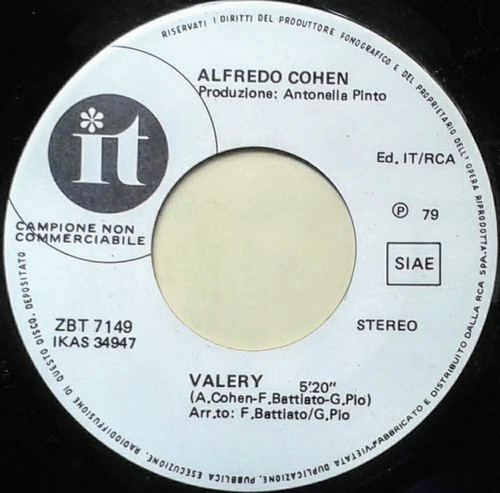 RISERVATI I DIRITTI DEL PRODUTTORE FONOGRAFICO E DEL PROPRIETARIO DELL'OPERA RIPRODOTTA. VIETATA DUPLICAZIONE, PUBBLICA ESECUZIONE, RADIODIFFUSIONE DI QUESTO DISCO. DEPOSITATO
FABBRICATO E DISTRIBUITO DALLA RCA SPA.
ALFREDO COHEN
Produzione: Antonella Pinto
it
Ed. IT/RCA
℗ 79
CAMPIONE NON
COMMERCIABILE
SIAE
ZBT 7149
IKAS 34947
STEREO
VALERY 5'.20"
(A.Cohen-F.Battiato-G.Pio)
Arr.to: F.Battiato/G.Pio